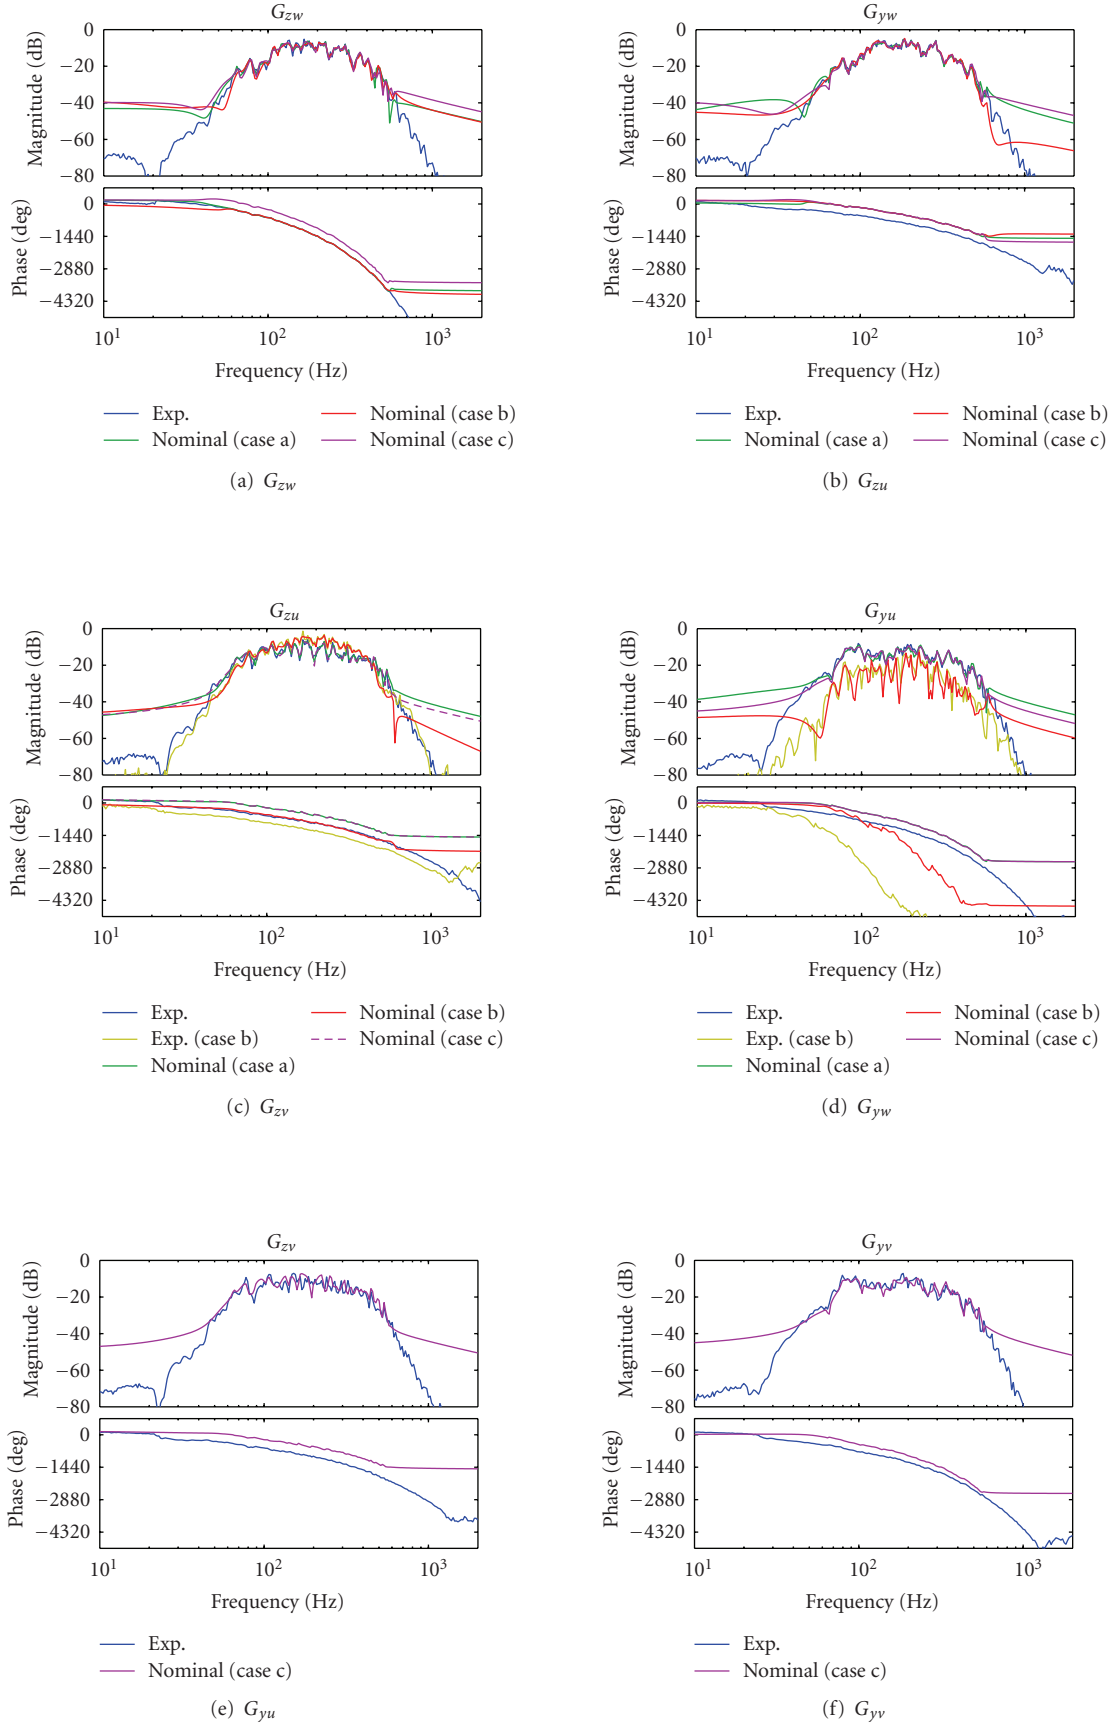 G_zw
0
−20
−40
−60
−80
Magnitude (dB)
0
−1440
−2880
−4320
Phase (deg)
10^1 10^2 10^3
Frequency (Hz)
Exp.
Nominal (case a)
Nominal (case b)
Nominal (case c)
(a) G_zw
G_yw
0
−20
−40
−60
−80
Magnitude (dB)
0
−1440
−2880
−4320
Phase (deg)
10^1 10^2 10^3
Frequency (Hz)
Exp.
Nominal (case a)
Nominal (case b)
Nominal (case c)
(b) G_zu
G_zu
0
−20
−40
−60
−80
Magnitude (dB)
0
−1440
−2880
−4320
Phase (deg)
10^1 10^2 10^3
Frequency (Hz)
Exp.
Exp. (case b)
Nominal (case a)
Nominal (case b)
Nominal (case c)
(c) G_zv
G_yu
0
−20
−40
−60
−80
Magnitude (dB)
0
−1440
−2880
−4320
Phase (deg)
10^1 10^2 10^3
Frequency (Hz)
Exp.
Exp. (case b)
Nominal (case a)
Nominal (case b)
Nominal (case c)
(d) G_yw
G_zv
0
−20
−40
−60
−80
Magnitude (dB)
0
−1440
−2880
−4320
Phase (deg)
10^1 10^2 10^3
Frequency (Hz)
Exp.
Nominal (case c)
(e) G_yu
G_yv
0
−20
−40
−60
−80
Magnitude (dB)
0
−1440
−2880
−4320
Phase (deg)
10^1 10^2 10^3
Frequency (Hz)
Exp.
Nominal (case c)
(f) G_yv